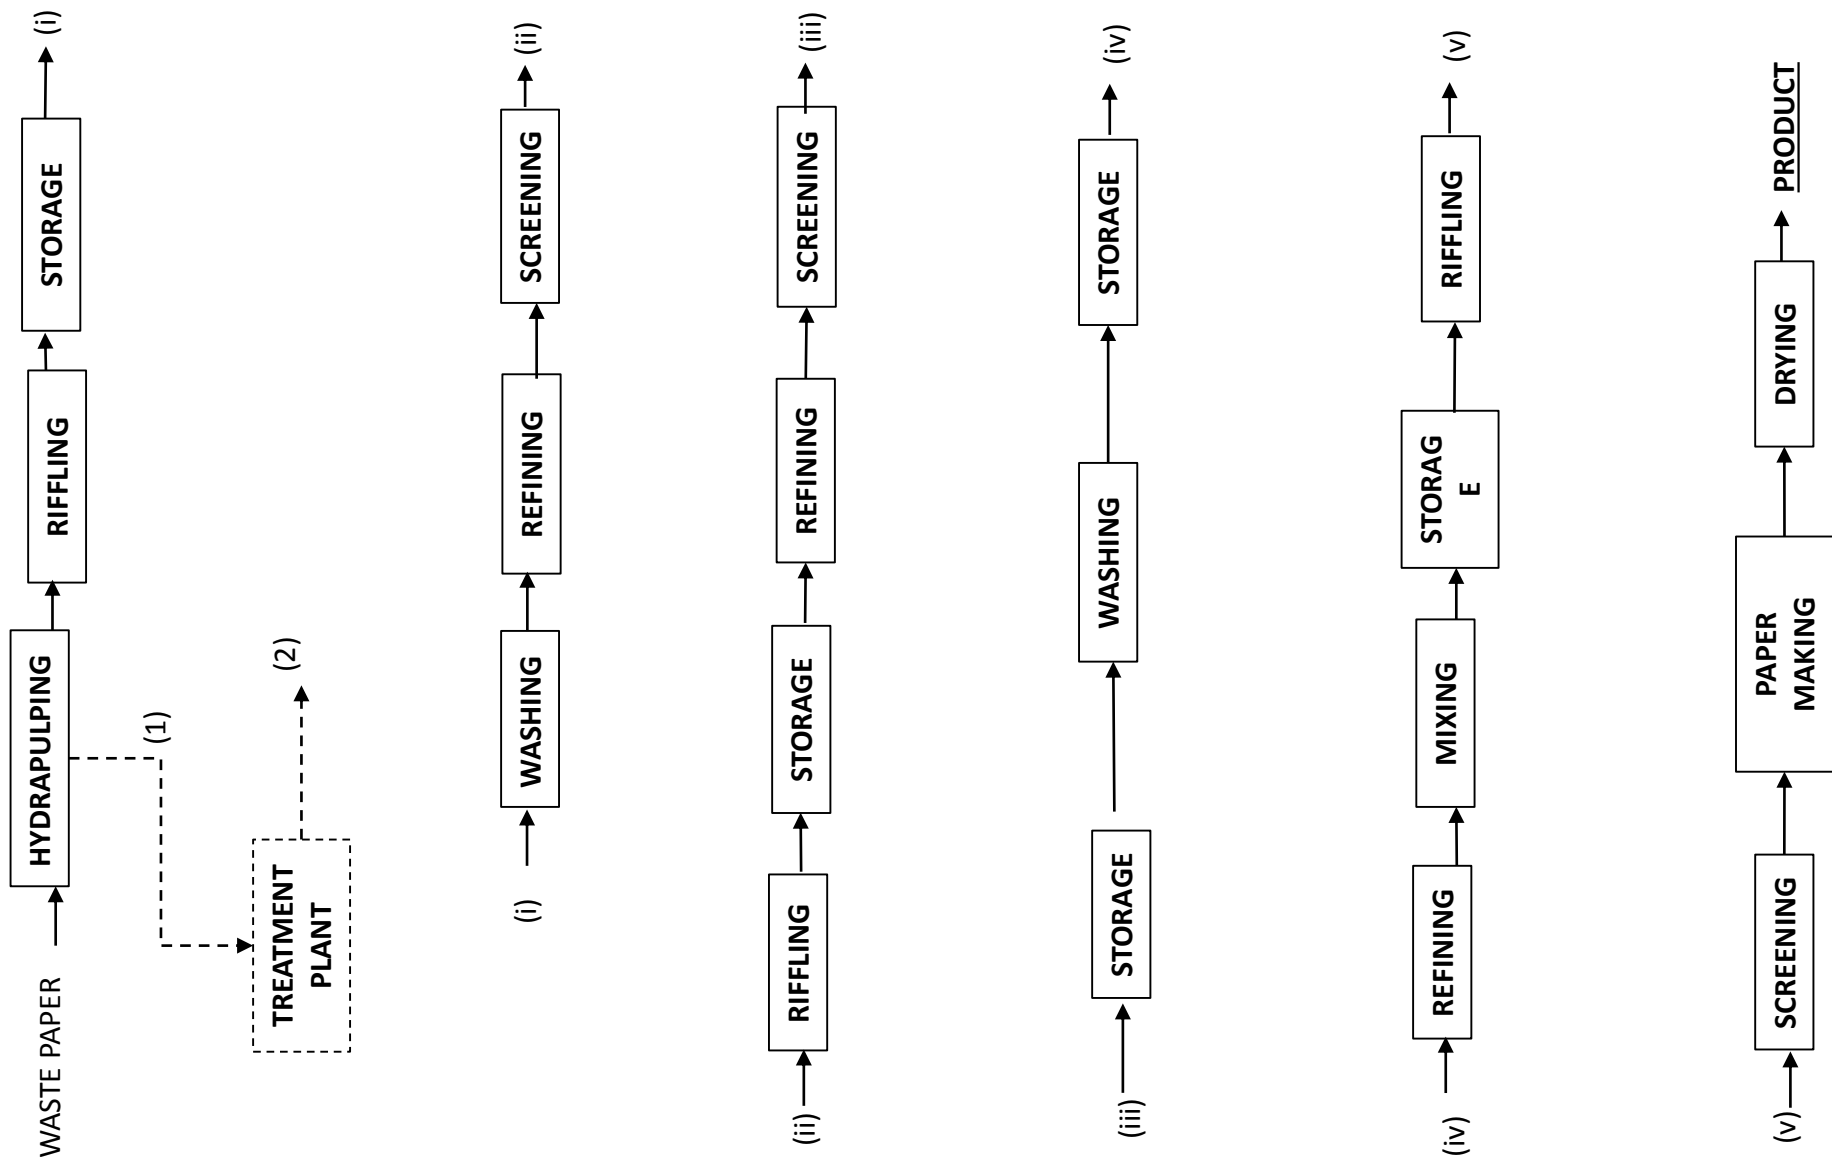 WASTE PAPER
HYDRAPULPING
RIFFLING
STORAGE
(i)
(1)
TREATMENT
PLANT
(2)
(i)
WASHING
REFINING
SCREENING
(ii)
(ii)
RIFFLING
STORAGE
REFINING
SCREENING
(iii)
(iii)
STORAGE
WASHING
STORAGE
(iv)
(iv)
REFINING
MIXING
STORAG
E
RIFFLING
(v)
(v)
SCREENING
PAPER
MAKING
DRYING
PRODUCT